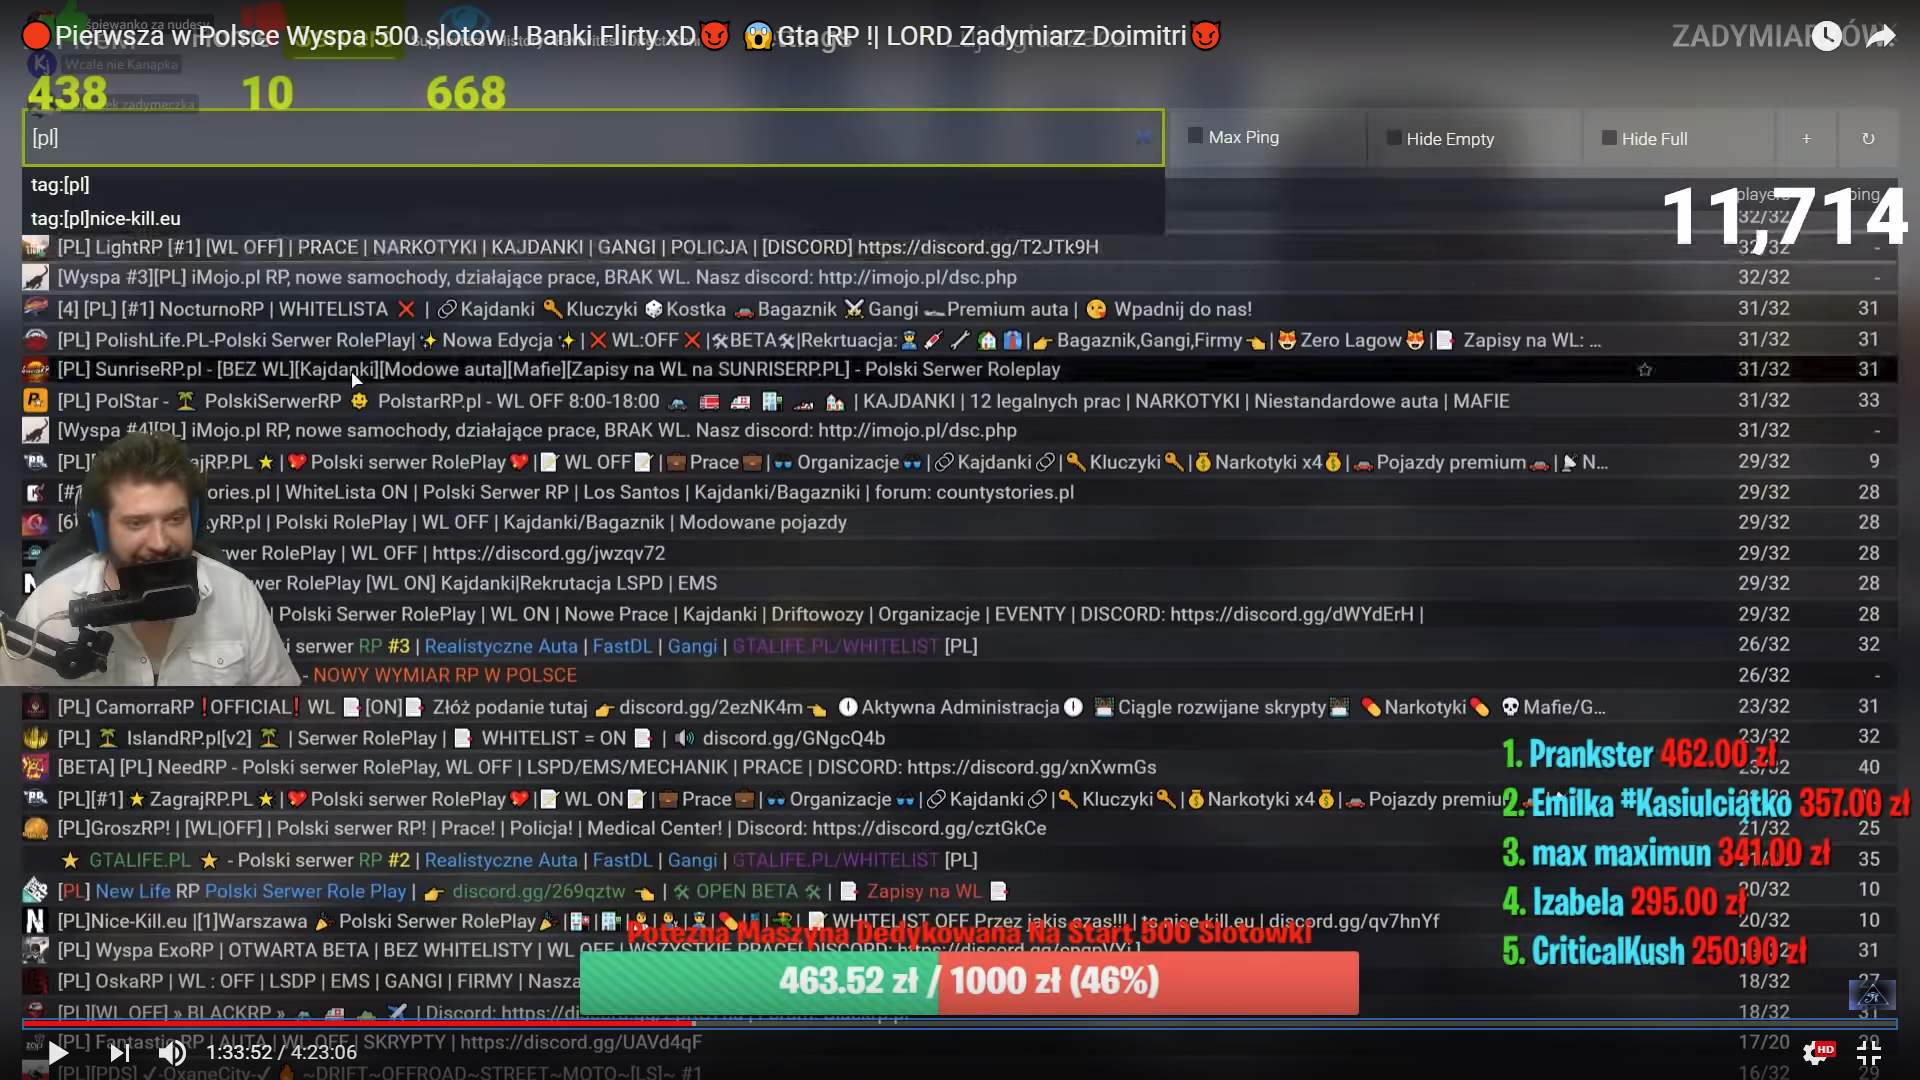 śpiewanko za nudesy
🔴Pierwsza w Polsce Wyspa 500 slotow ! Banki Flirty xD😈 😱Gta RP !| LORD Zadymiarz Doimitri😈
ZADYMIARÓW
Wcale nie Kanapka
438 10 668
[pl]
Max Ping
Hide Empty
Hide Full
+
↻
tag:[pl]
players ping
11,714
tag:[pl]nice-kill.eu
32/32
[PL] LightRP [#1] [WL OFF] | PRACE | NARKOTYKI | KAJDANKI | GANGI | POLICJA | [DISCORD] https://discord.gg/T2JTk9H 32/32 -
[Wyspa #3][PL] iMojo.pl RP, nowe samochody, działające prace, BRAK WL. Nasz discord: http://imojo.pl/dsc.php 32/32 -
[4] [PL] [#1] NocturnoRP | WHITELISTA ❌ | 🔗Kajdanki 🔑Kluczyki 🎲Kostka 🚗Bagaznik ⚔Gangi 🏎Premium auta | 😘 Wpadnij do nas! 31/32 31
[PL] PolishLife.PL-Polski Serwer RolePlay|✨ Nowa Edycja ✨ | ❌ WL:OFF ❌ |🛠BETA🛠|Rekrtuacja:👮 💉 🔧 🏠 👔 |👉 Bagaznik,Gangi,Firmy👈 | 😻 Zero Lagow 😻 |📑 Zapisy na WL: ... 31/32 31
[PL] SunriseRP.pl - [BEZ WL][Kajdanki][Modowe auta][Mafie][Zapisy na WL na SUNRISERP.PL] - Polski Serwer Roleplay 31/32 31
[PL] PolStar - 🌴 PolskiSerwerRP 🌞 PolstarRP.pl - WL OFF 8:00-18:00 🚗 🚒 🚑 🏢 🏎 🏠 | KAJDANKI | 12 legalnych prac | NARKOTYKI | Niestandardowe auta | MAFIE 31/32 33
[Wyspa #4][PL] iMojo.pl RP, nowe samochody, działające prace, BRAK WL. Nasz discord: http://imojo.pl/dsc.php 31/32 -
[PL] ajRP.PL ⭐|❤Polski serwer RolePlay❤|📝 WL OFF📝|💼Prace💼|🕶Organizacje🕶|🔗Kajdanki🔗|🔑Kluczyki🔑|💰Narkotyki x4💰|🚗Pojazdy premium🚗|📡N... 29/32 9
[#1 ories.pl | WhiteLista ON | Polski Serwer RP | Los Santos | Kajdanki/Bagazniki | forum: countystories.pl 29/32 28
[6] yRP.pl | Polski RolePlay | WL OFF | Kajdanki/Bagaznik | Modowane pojazdy 29/32 28
wer RolePlay | WL OFF | https://discord.gg/jwzqv72 29/32 28
wer RolePlay [WL ON] Kajdanki|Rekrutacja LSPD | EMS 29/32 28
| Polski Serwer RolePlay | WL ON | Nowe Prace | Kajdanki | Driftowozy | Organizacje | EVENTY | DISCORD: https://discord.gg/dWYdErH | 29/32 28
i serwer RP #3 | Realistyczne Auta | FastDL | Gangi | GTALIFE.PL/WHITELIST [PL] 26/32 32
- NOWY WYMIAR RP W POLSCE 26/32 -
[PL] CamorraRP ❗OFFICIAL❗ WL 📑[ON]📑 Złóż podanie tutaj 👉 discord.gg/2ezNK4m👈 🕛Aktywna Administracja🕛 👨‍💻Ciągle rozwijane skrypty👨‍💻 💊Narkotyki💊 💀Mafie/G... 23/32 31
[PL] 🌴 IslandRP.pl[v2] 🌴 | Serwer RolePlay | 📑 WHITELIST = ON 📑 | 🔊 discord.gg/GNgcQ4b 23/32 32
[BETA] [PL] NeedRP - Polski serwer RolePlay, WL OFF | LSPD/EMS/MECHANIK | PRACE | DISCORD: https://discord.gg/xnXwmGs 23/32 40
1. Prankster 462.00 zł
[PL][#1] ⭐ZagrajRP.PL ⭐|❤Polski serwer RolePlay❤|📝 WL ON📝|💼Prace💼|🕶Organizacje🕶|🔗Kajdanki🔗|🔑Kluczyki🔑|💰Narkotyki x4💰|🚗Pojazdy premiu
2. Emilka #Kasiulciątko 357.00 zł
[PL]GroszRP! | [WL|OFF] | Polski serwer RP! | Prace! | Policja! | Medical Center! | Discord: https://discord.gg/cztGkCe 21/32 25
3. max maximun 341.00 zł
⭐ GTALIFE.PL ⭐ - Polski serwer RP #2 | Realistyczne Auta | FastDL | Gangi | GTALIFE.PL/WHITELIST [PL] 35
[PL] New Life RP Polski Serwer Role Play | 👉 discord.gg/269qztw 👈 | 🛠 OPEN BETA 🛠 | 📑 Zapisy na WL 📑 20/32 10
4. Izabela 295.00 zł
[PL]Nice-Kill.eu |[1]Warszawa 🎉 Polski Serwer RolePlay🎉 WHITELIST OFF Przez jakis czas!!! | ts.nice-kill.eu | discord.gg/qv7hnYf 20/32 10
Potezna Maszyna Dedykowana Na Start 500 Slotowki
[PL] Wyspa ExoRP | OTWARTA BETA | BEZ WHITELISTY | WL OFF | WSZYSTKIE PRACE| DISCORD: 31
5. CriticalKush 250.00 zł
[PL] OskaRP | WL : OFF | LSDP | EMS | GANGI | FIRMY | Nasza 18/32 27
463.52 zł / 1000 zł (46%)
[PL][WL OFF] » BLACKRP » 🚗 🚑 🚕 ✈ | Discord: https://di 18/32 31
[PL] Fantastic RP | AUTA | WL OFF | SKRYPTY | https://discord.gg/UAVd4qF 17/20 29
1:33:52 / 4:23:06
HD
[PL][PDS] ✓-OxaneCity-✓ 🔥 ~DRIFT~OFFROAD~STREET~MOTO~[LS]~ #1 16/32 29